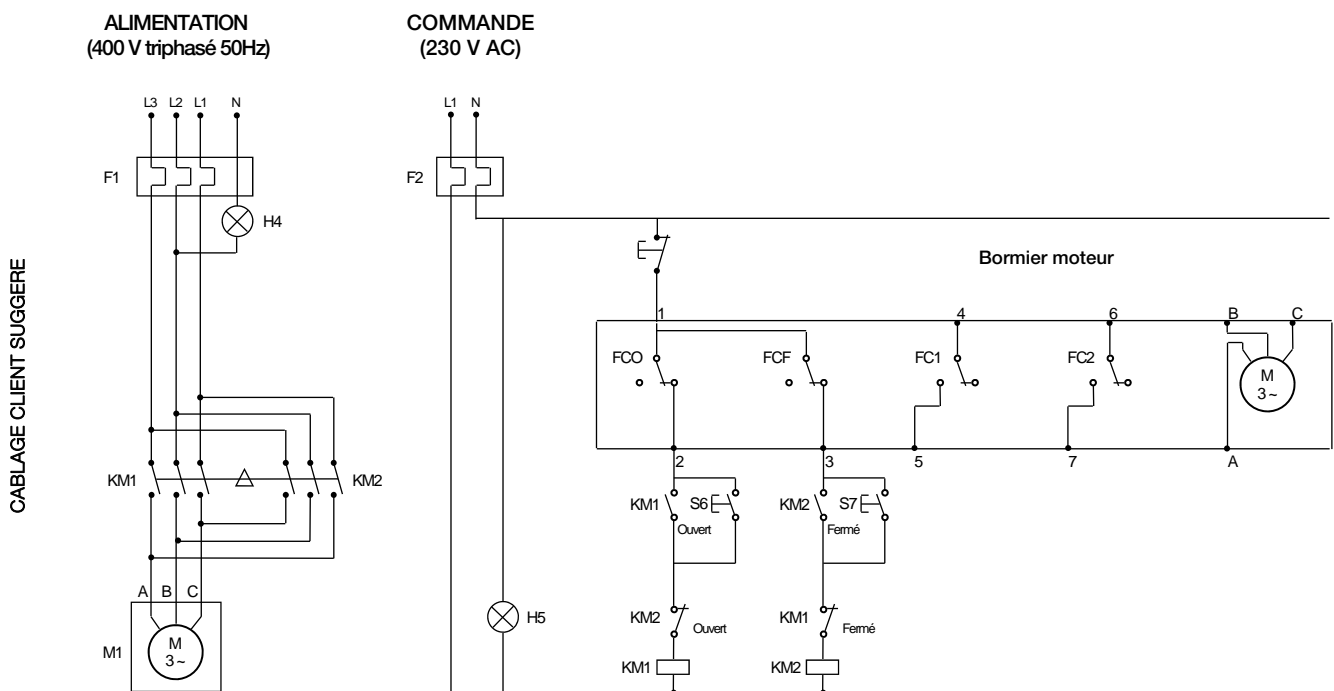 ALIMENTATION
(400 V triphasé 50Hz)
COMMANDE
(230 V AC)
L3 L2 L1 N
L1 N
F1
F2
H4
CABLAGE CLIENT SUGGERE
Bormier moteur
1
4
6
B
C
FCO
FCF
FC1
FC2
M
3~
2
3
5
7
A
KM1
KM2
KM1
S6
Ouvert
KM2
S7
Fermé
A B C
M1
M
3~
H5
KM2
Ouvert
KM1
Fermé
KM1
KM2